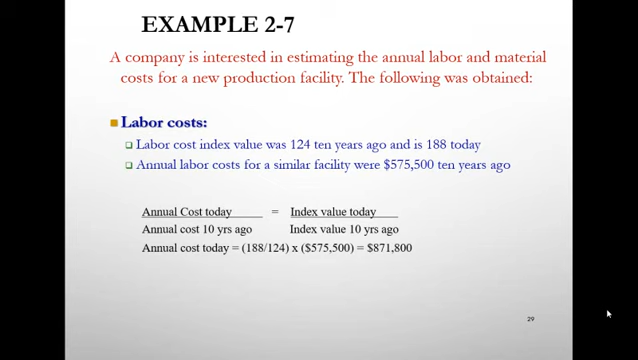 EXAMPLE 2-7
A company is interested in estimating the annual labor and material
costs for a new production facility. The following was obtained:
Labor costs:
Labor cost index value was 124 ten years ago and is 188 today
Annual labor costs for a similar facility were $575,500 ten years ago
Annual Cost today = Index value today
Annual cost 10 yrs ago Index value 10 yrs ago
Annual cost today = (188/124) x ($575,500) = $871,800
29